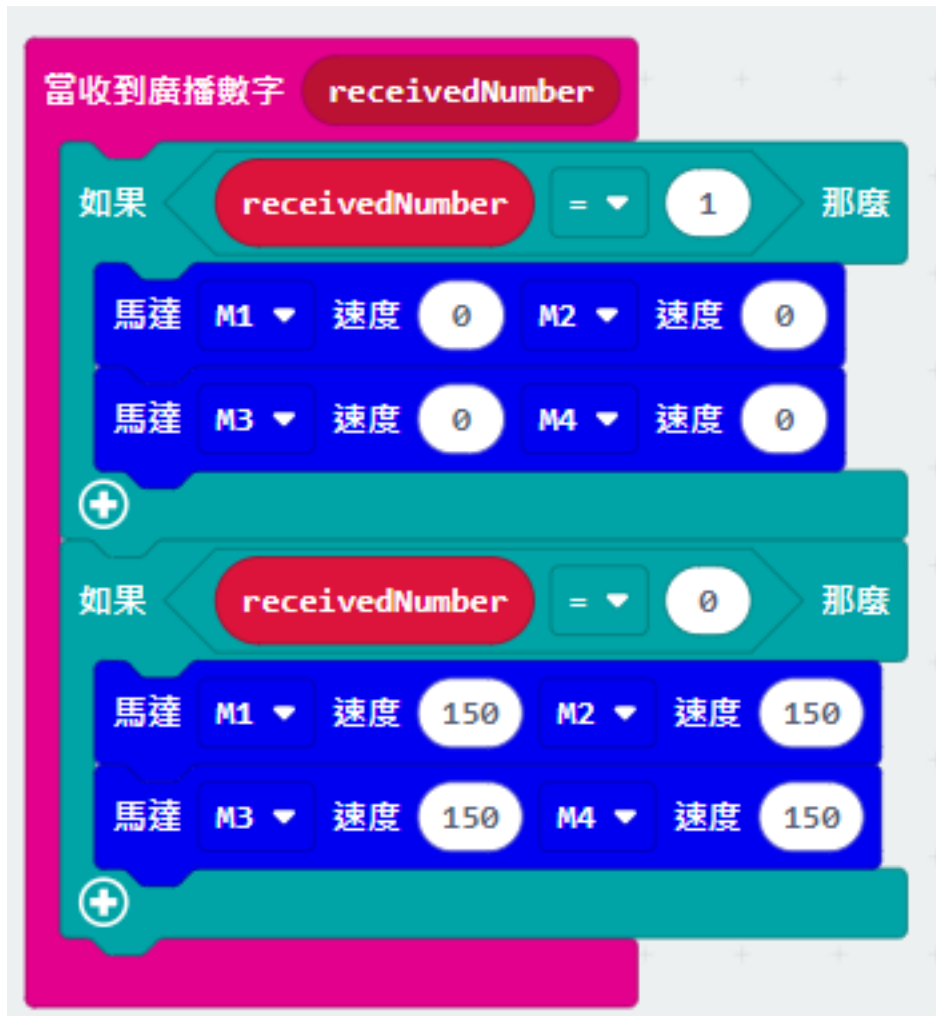 當收到廣播數字 receivedNumber
如果 receivedNumber = 1 那麼
馬達 M1 速度 0 M2 速度 0
馬達 M3 速度 0 M4 速度 0
如果 receivedNumber = 0 那麼
馬達 M1 速度 150 M2 速度 150
馬達 M3 速度 150 M4 速度 150